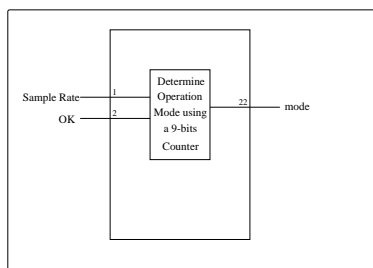 Determine
Operation
Mode using
a 9-bits
Counter
Sample Rate
1
OK
2
22
mode